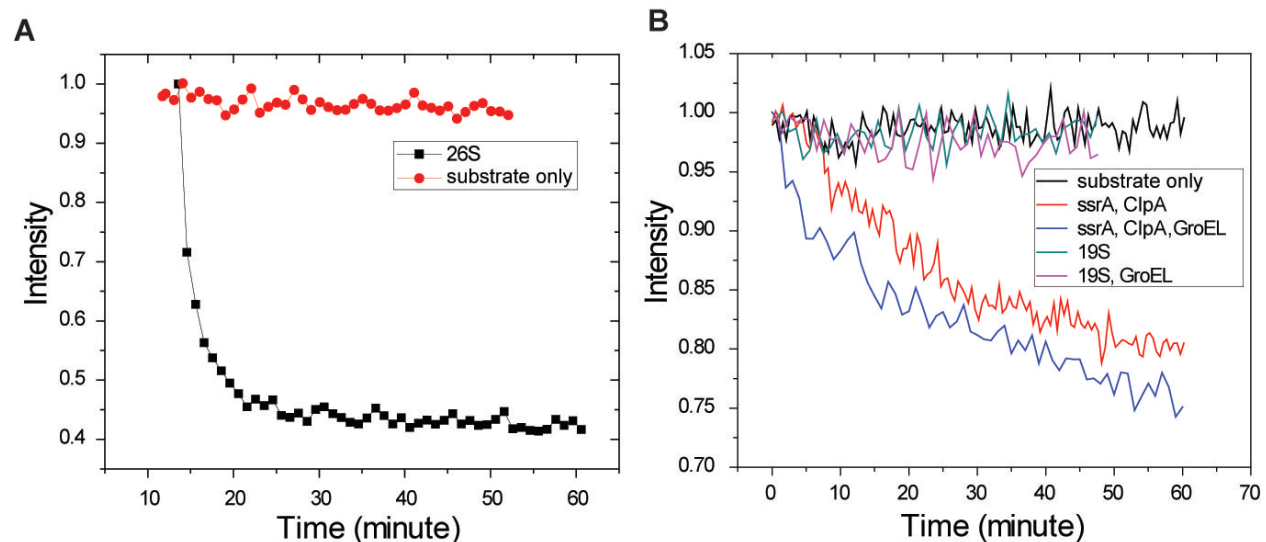 A
1.0
0.9
0.8
0.7
0.6
0.5
0.4
Intensity
26S
substrate only
10
20
30
40
50
60
Time (minute)
B
1.05
1.00
0.95
0.90
0.85
0.80
0.75
0.70
Intensity
substrate only
ssrA, ClpA
ssrA, ClpA,GroEL
19S
19S, GroEL
0
10
20
30
40
50
60
70
Time (minute)